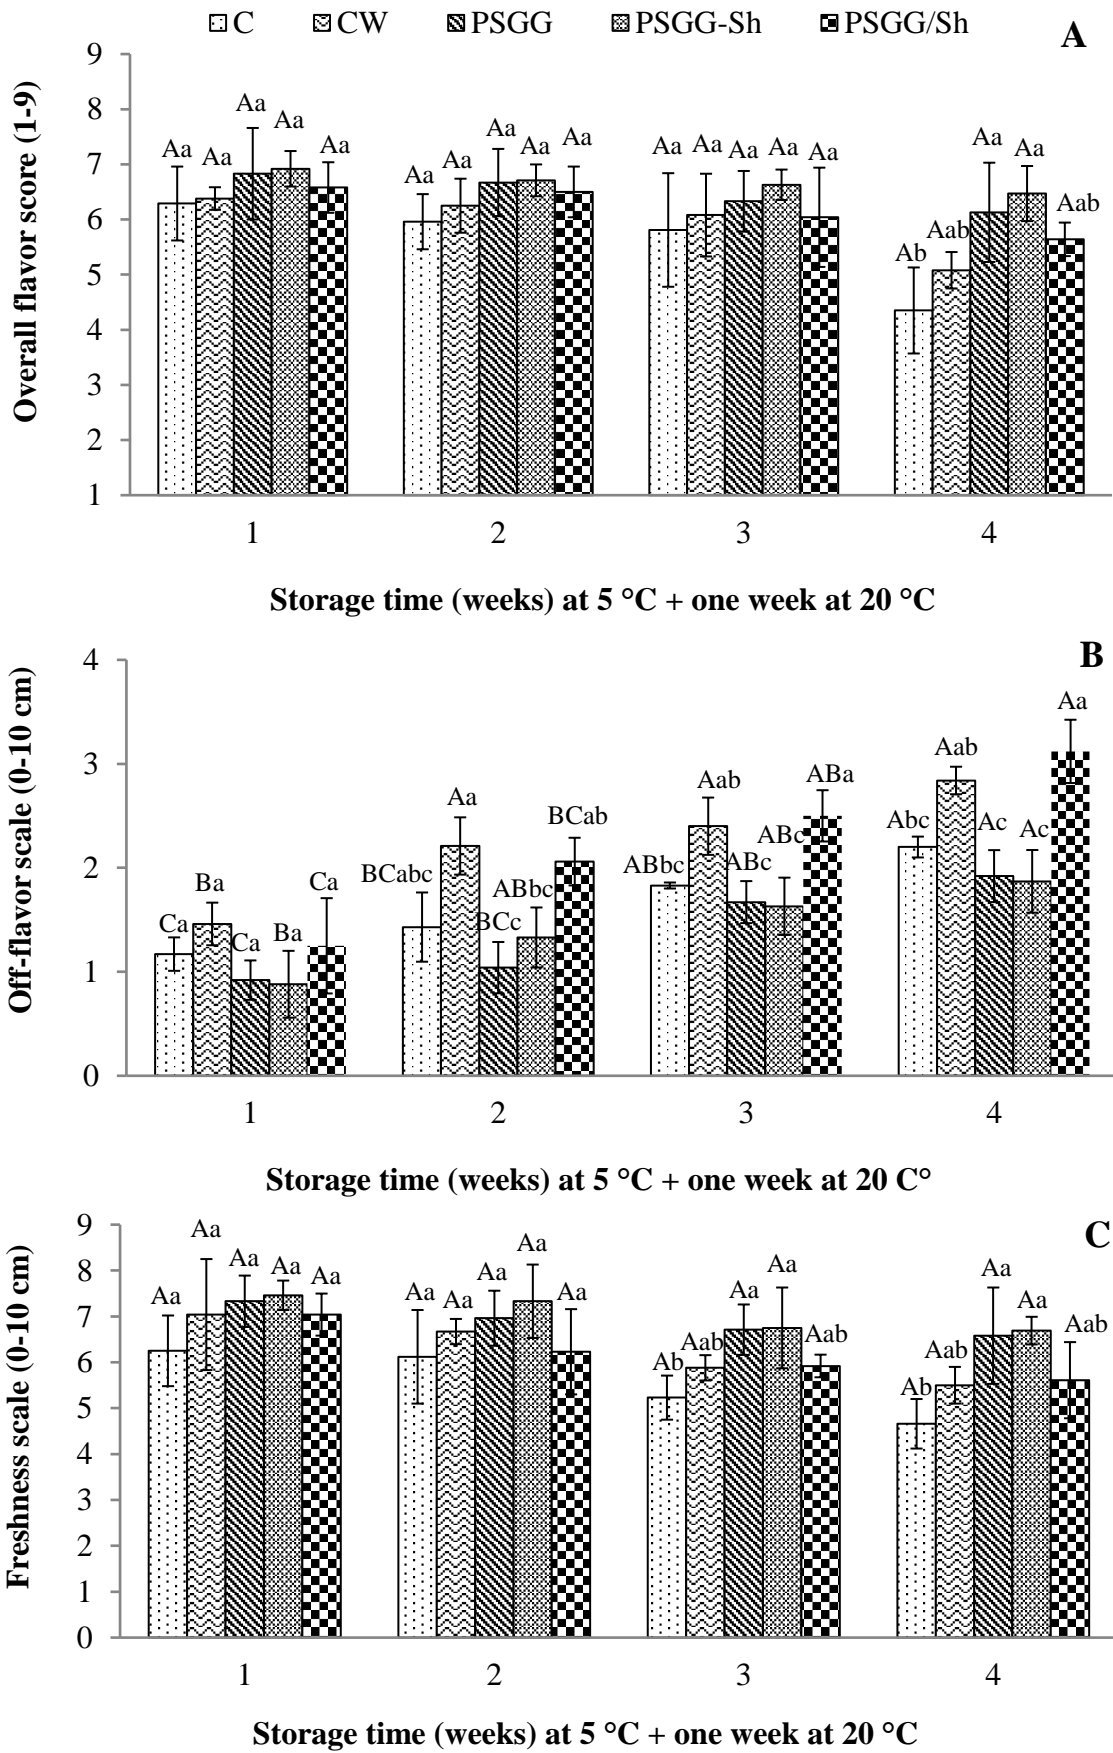 C CW PSGG PSGG-Sh PSGG/Sh
A
Overall flavor score (1-9)
9
8
7
6
5
4
3
2
1
Aa Aa Aa Aa Aa
Aa Aa Aa Aa Aa
Aa Aa Aa Aa Aa
Ab Aab Aa Aa Aab
1 2 3 4
Storage time (weeks) at 5 °C + one week at 20 °C
B
Off-flavor scale (0-10 cm)
4
3
2
1
0
Ca Ba Ca Ba Ca
BCabc Aa BCc ABbc BCab
ABbc Aab ABc ABc ABa
Abc Aab Ac Ac Aa
1 2 3 4
Storage time (weeks) at 5 °C + one week at 20 C°
C
Freshness scale (0-10 cm)
9
8
7
6
5
4
3
2
1
0
Aa Aa Aa Aa Aa
Aa Aa Aa Aa Aa
Ab Aab Aa Aa Aab
Ab Aab Aa Aa Aab
1 2 3 4
Storage time (weeks) at 5 °C + one week at 20 °C